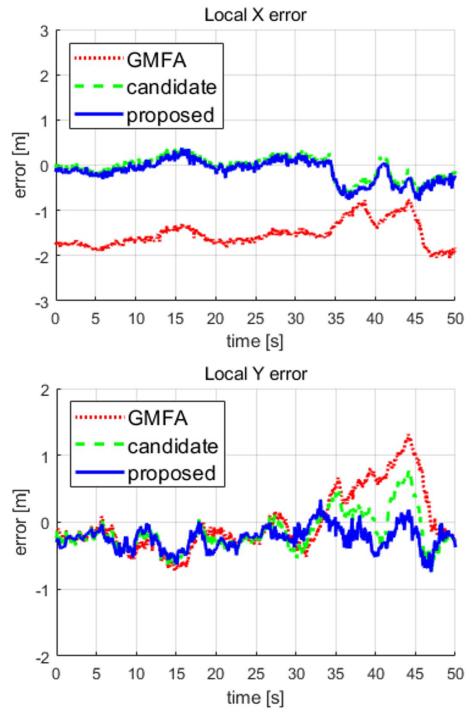 Local X error
3
2
1
0
-1
-2
-3
error [m]
GMFA
candidate
proposed
0 5 10 15 20 25 30 35 40 45 50
time [s]
Local Y error
2
1
0
-1
-2
error [m]
GMFA
candidate
proposed
0 5 10 15 20 25 30 35 40 45 50
time [s]